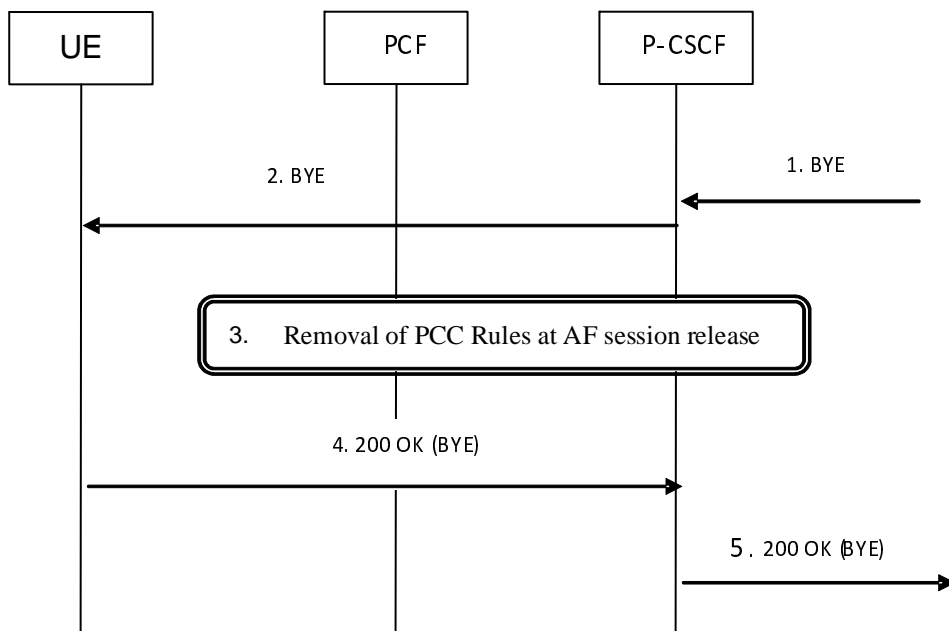 UE
PCF
P-CSCF
1. BYE
2. BYE
3. Removal of PCC Rules at AF session release
4. 200 OK (BYE)
5. 200 OK (BYE)